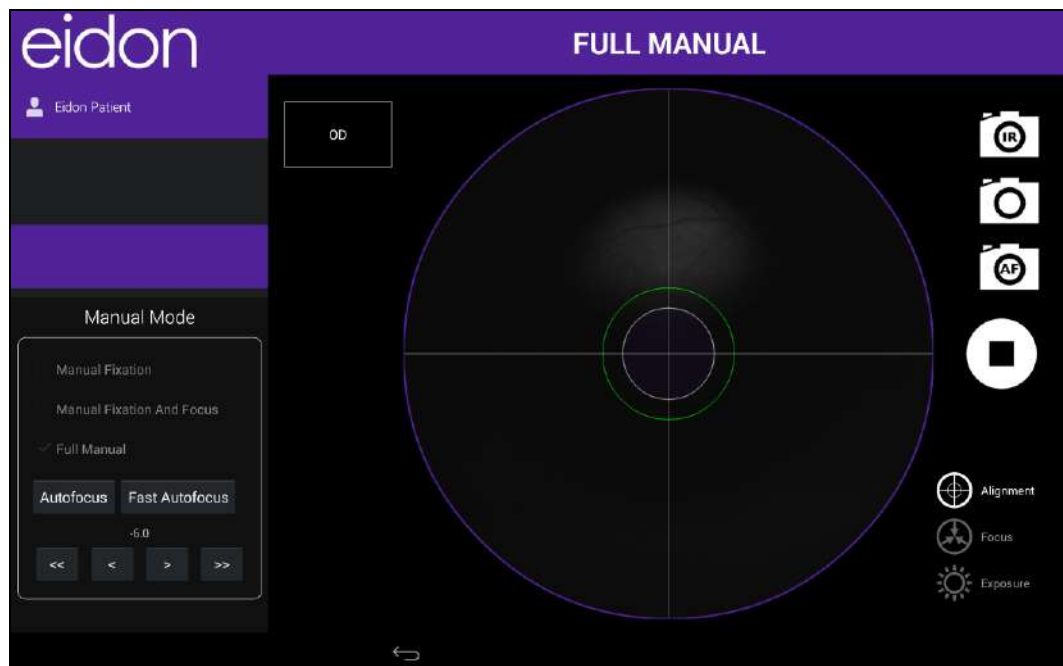 eidon
FULL MANUAL
Eidon Patient
OD
IR
AF
Manual Mode
Manual Fixation
Manual Fixation And Focus
Full Manual
Autofocus Fast Autofocus
-6.0
<< < > >>
Alignment
Focus
Exposure